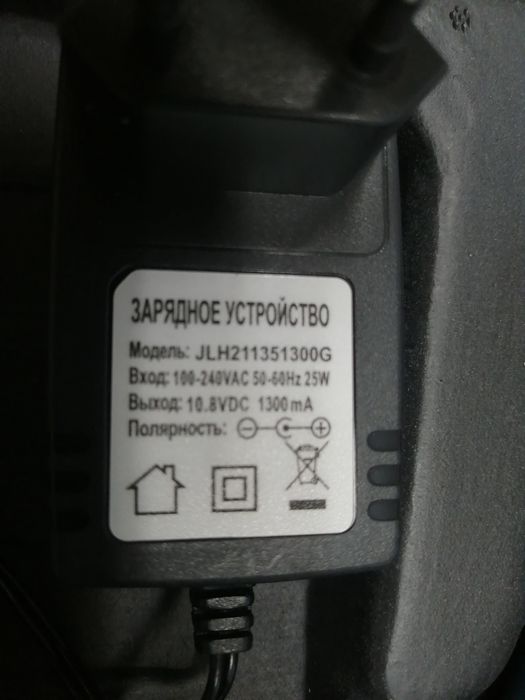 ЗАРЯДНОЕ УСТРОЙСТВО
Модель: JLH211351300G
Вход: 100-240VAC 50-60Hz 25W
Выход: 10.8VDC 1300mA
Полярность: